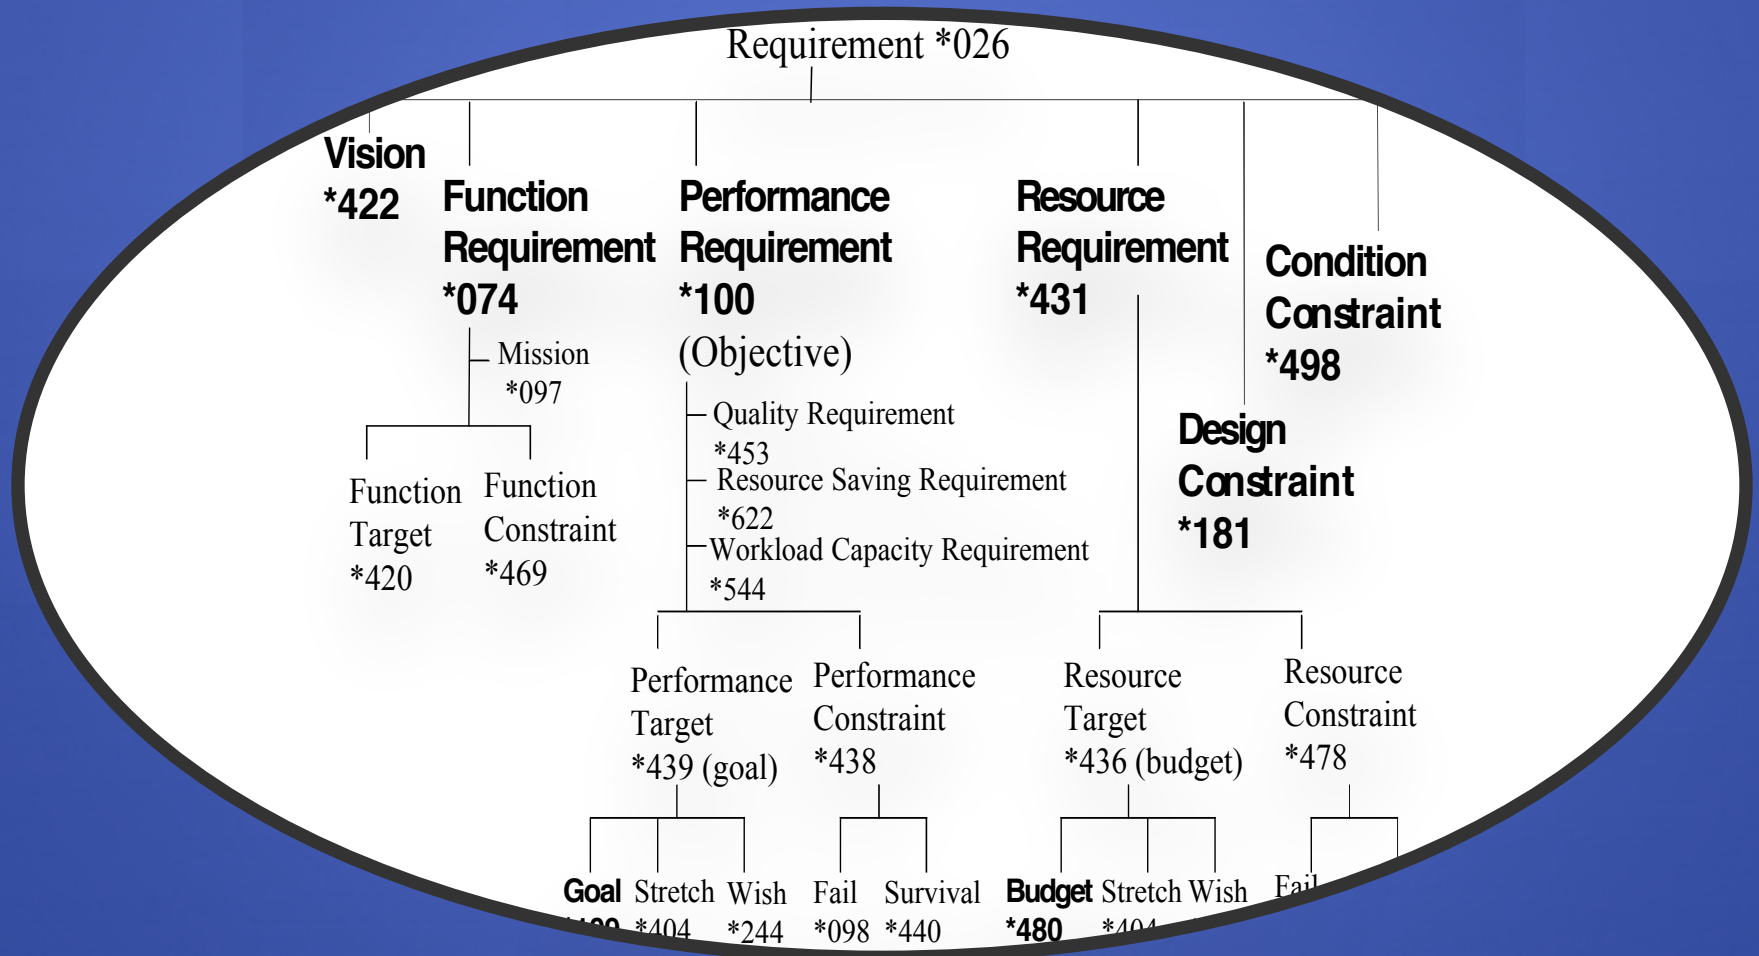 Requirement *026
Vision
*422
Function
Requirement
*074
Mission
*097
Function
Target
*420
Function
Constraint
*469
Performance
Requirement
*100
(Objective)
Quality Requirement
*453
Resource Saving Requirement
*622
Workload Capacity Requirement
*544
Performance
Target
*439 (goal)
Goal
Stretch
*404
Wish
*244
Performance
Constraint
*438
Fail
*098
Survival
*440
Resource
Requirement
*431
Resource
Target
*436 (budget)
Budget
*480
Stretch
*404
Wish
Resource
Constraint
*478
Fail
Design
Constraint
*181
Condition
Constraint
*498